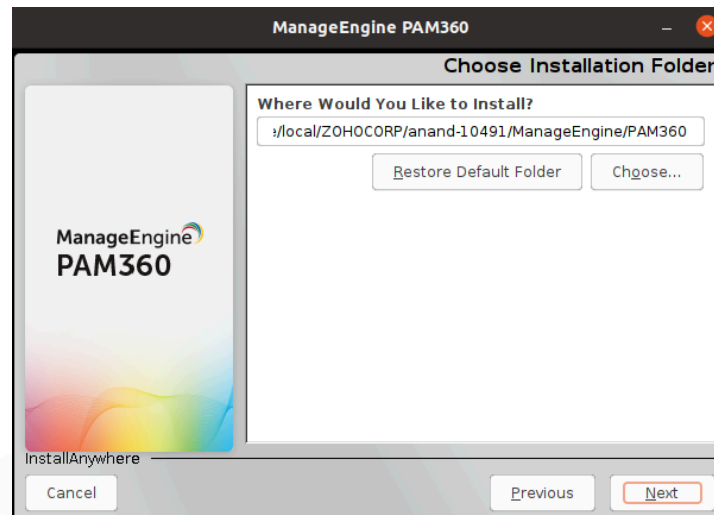 ManageEngine PAM360
Choose Installation Folder
Where Would You Like to Install?
/local/ZOHOCORP/anand-10491/ManageEngine/PAM360
Restore Default Folder
Choose...
ManageEngine
PAM360
InstallAnywhere
Cancel
Previous
Next